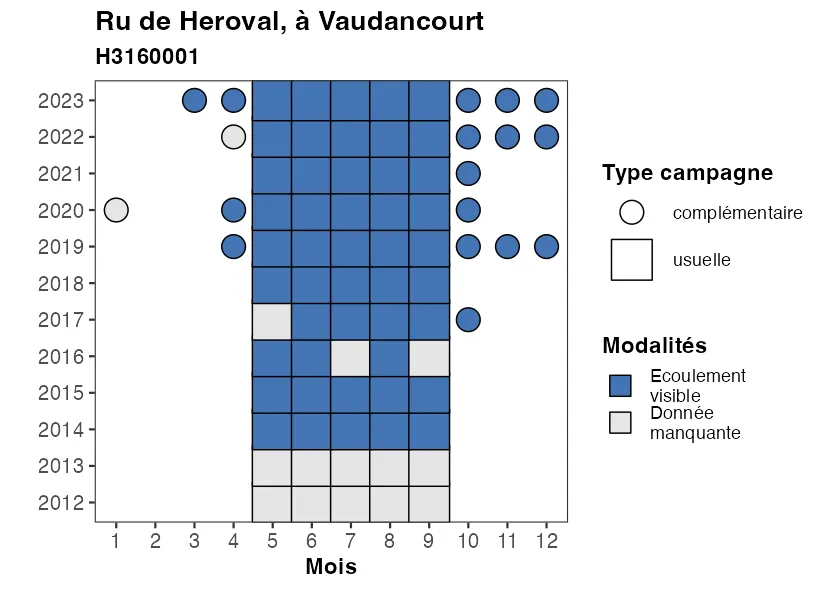 Ru de Heroval, à Vaudancourt
H3160001
2023
2022
2021
2020
2019
2018
2017
2016
2015
2014
2013
2012
1 2 3 4 5 6 7 8 9 10 11 12
Mois
Type campagne
complémentaire
usuelle
Modalités
Ecoulement
visible
Donnée
manquante